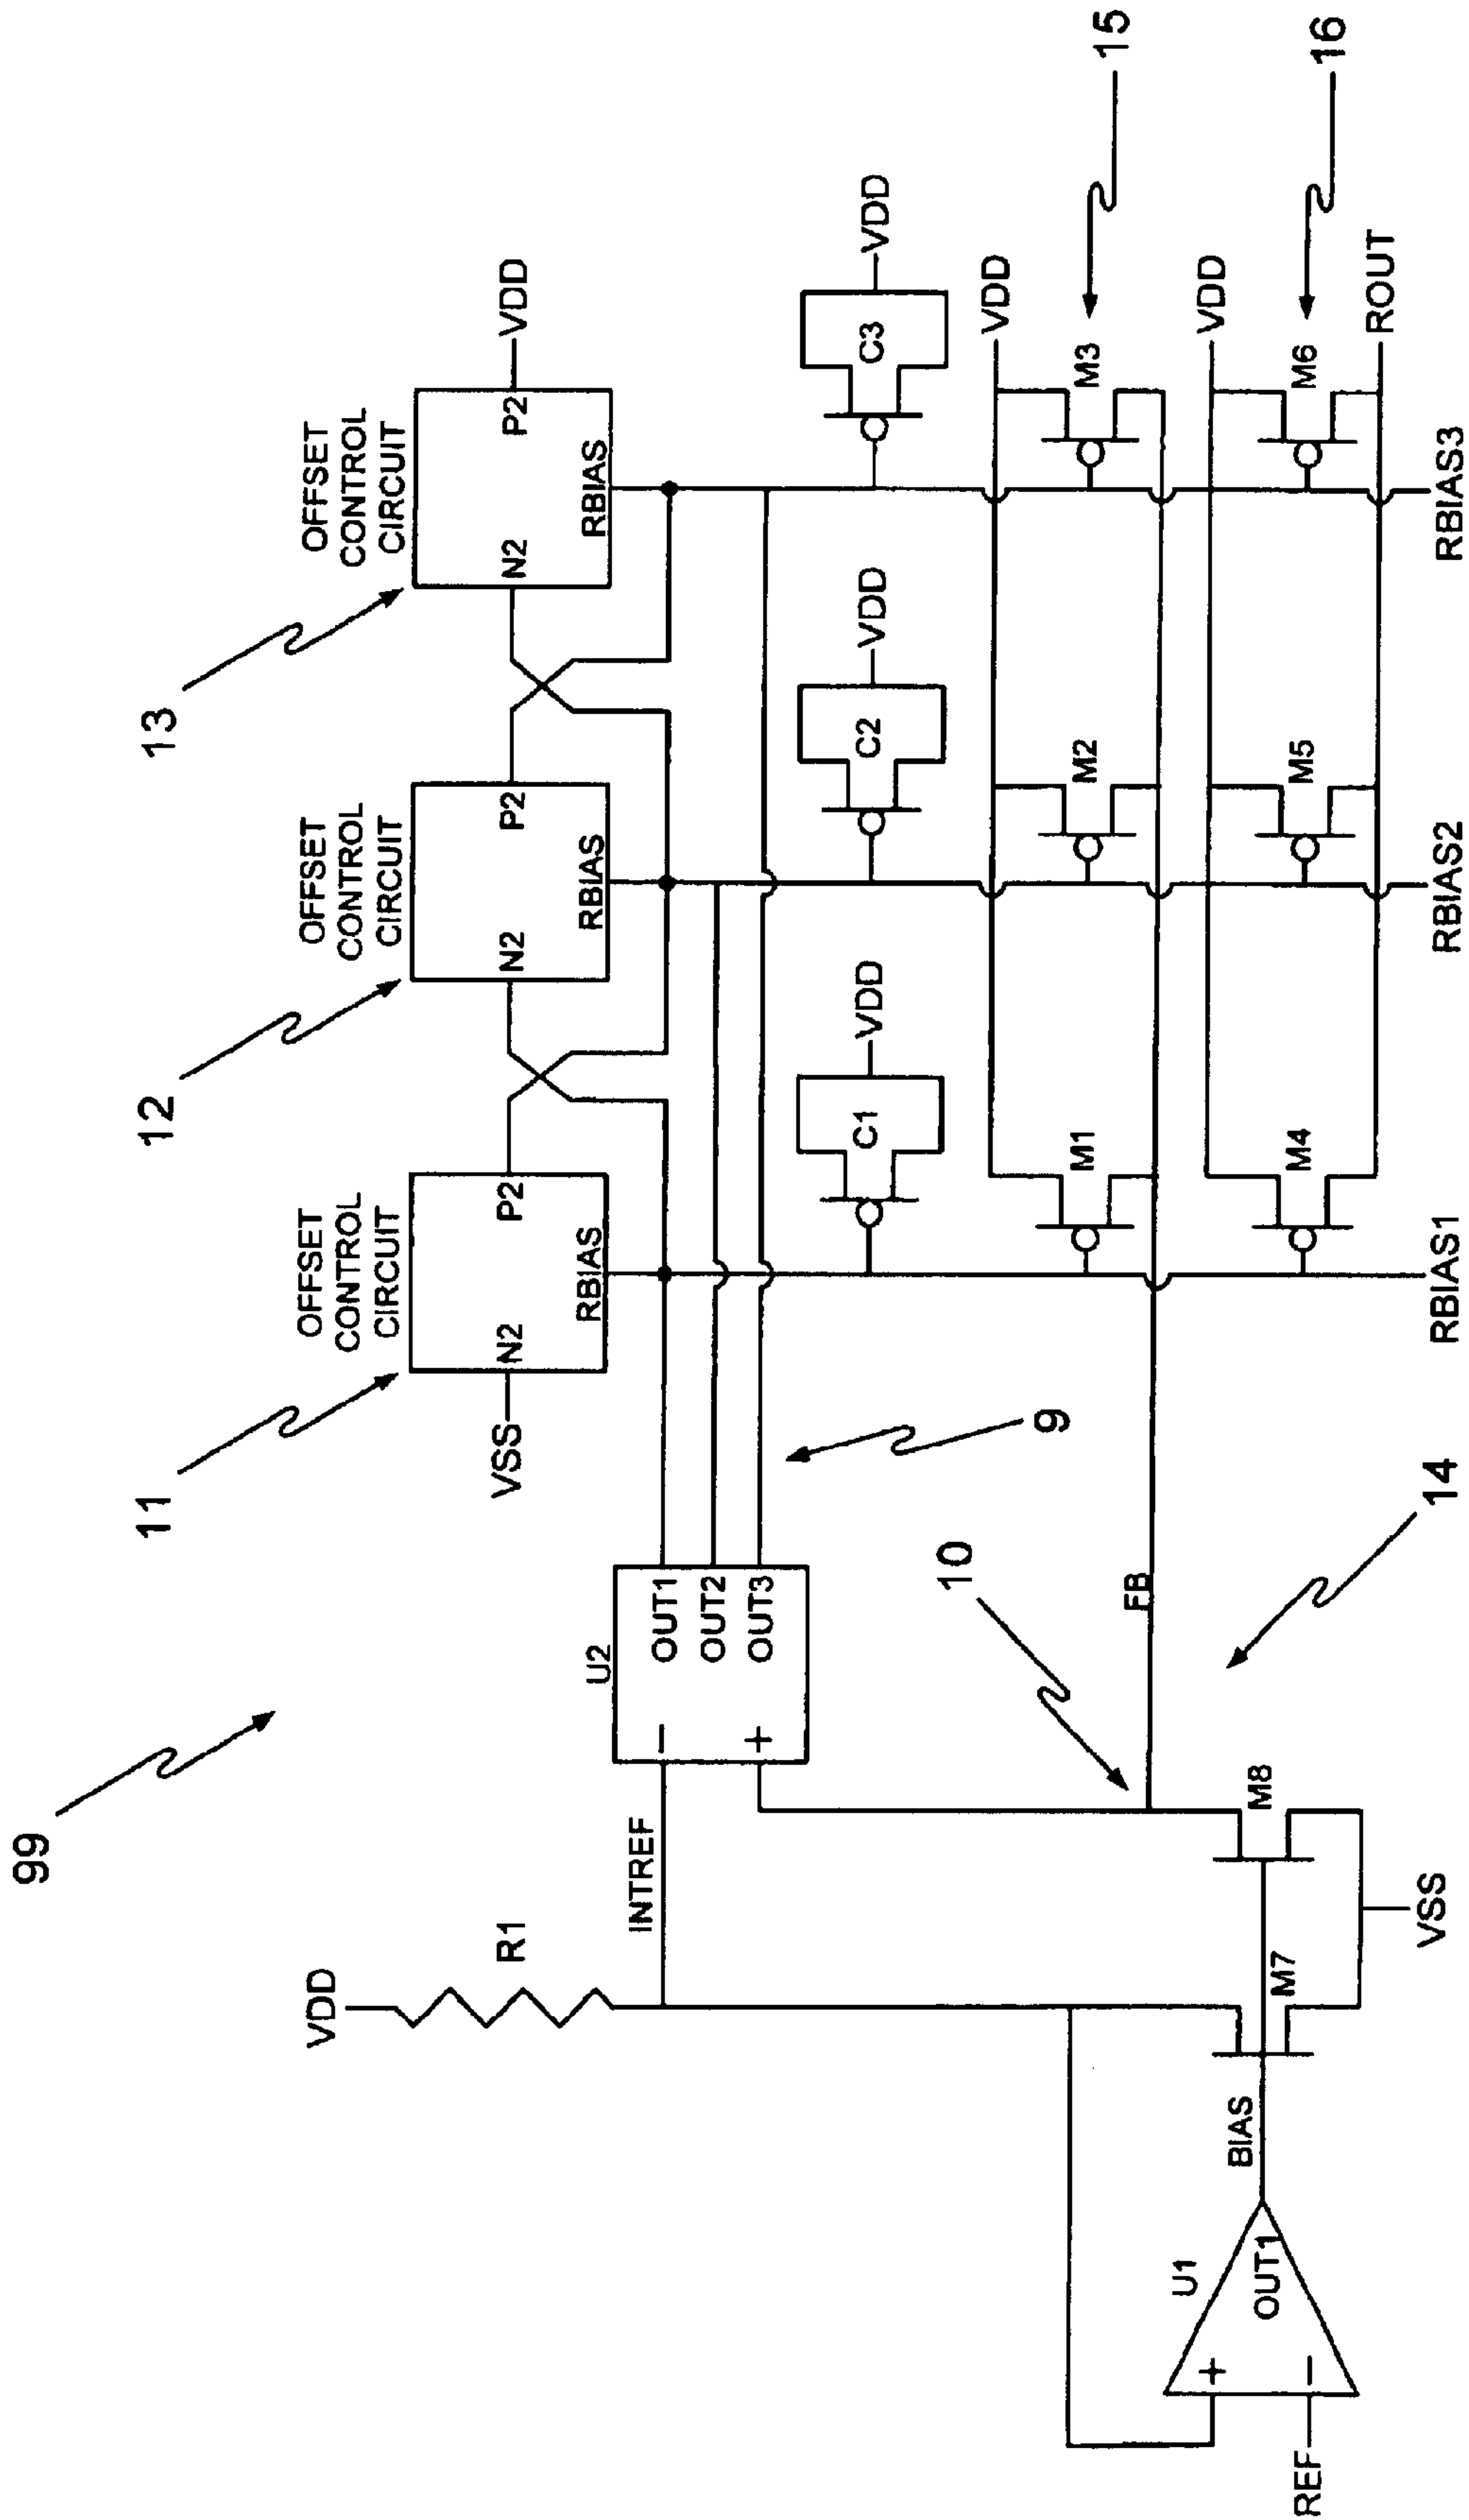 99
11
12
13
OFFSET
CONTROL
CIRCUIT
OFFSET
CONTROL
CIRCUIT
OFFSET
CONTROL
CIRCUIT
VDD
R1
VSS
N2
P2
RBIAS
N2
P2
RBIAS
N2
P2
RBIAS
VDD
INTREF
U2
−
+
OUT1
OUT2
OUT3
9
C1
VDD
C2
VDD
C3
VDD
10
FB
VDD
M1
M2
M3
15
U1
+
−
OUT1
REF
BIAS
M7
M8
VSS
14
VDD
M4
M5
M6
16
ROUT
RBIAS1
RBIAS2
RBIAS3